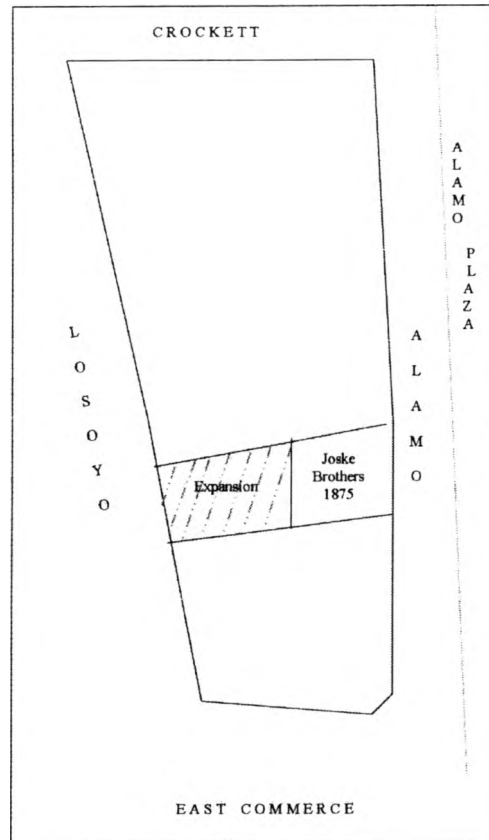 CROCKETT
ALAMO PLAZA
LOSOYO
ALAMO
Expansion
Joske
Brothers
1875
EAST COMMERCE